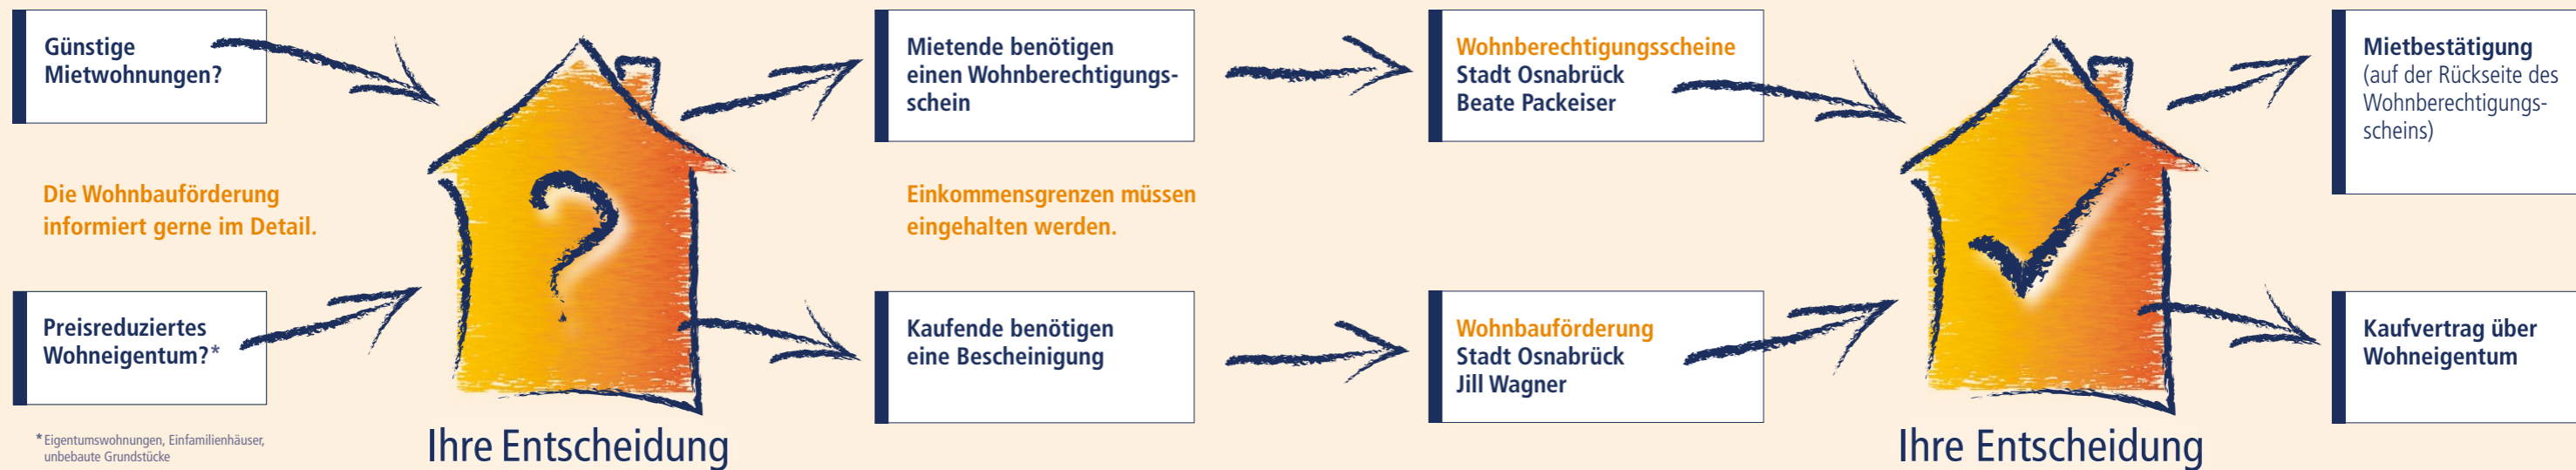 Günstige
Mietwohnungen?
Die Wohnbauförderung
informiert gerne im Detail.
Preisreduziertes
Wohneigentum?*
*Eigentumswohnungen, Einfamilienhäuser,
unbebaute Grundstücke
?
Ihre Entscheidung
Mietende benötigen
einen Wohnberechtigungs-
schein
Einkommensgrenzen müssen
eingehalten werden.
Kaufende benötigen
eine Bescheinigung
Wohnberechtigungsscheine
Stadt Osnabrück
Beate Packeiser
Wohnbauförderung
Stadt Osnabrück
Jill Wagner
Ihre Entscheidung
Mietbestätigung
(auf der Rückseite des
Wohnberechtigungs-
scheins)
Kaufvertrag über
Wohneigentum